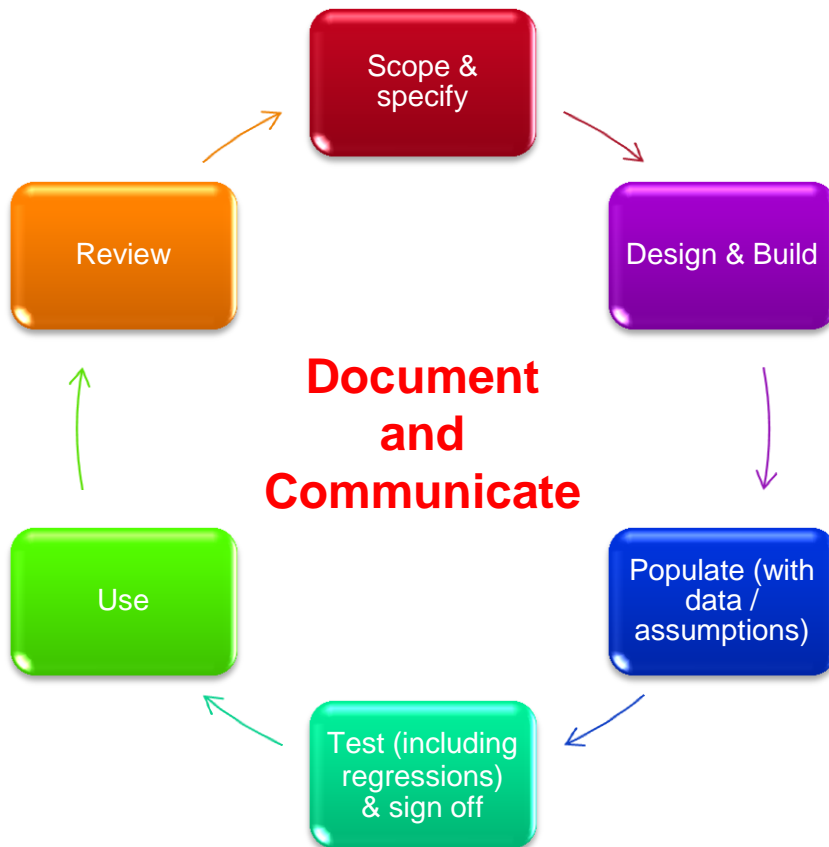 Scope &
specify
Design & Build
Populate (with
data /
assumptions)
Test (including
regressions)
& sign off
Use
Review
Document
and
Communicate